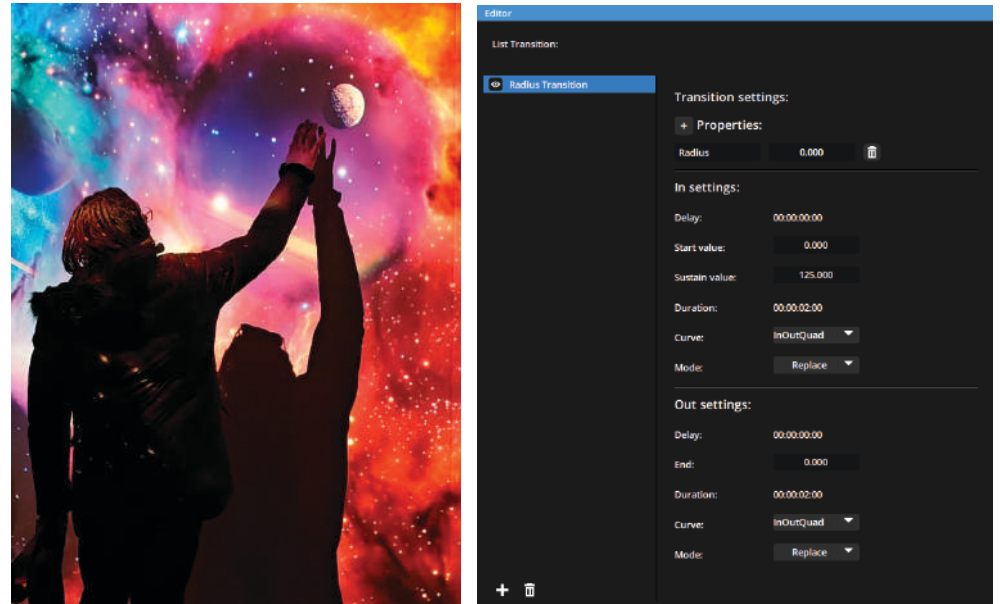 Editor
List Transition:
Radius Transition
Transition settings:
+ Properties:
Radius 0.000
In settings:
Delay: 00:00:00:00
Start value: 0.000
Sustain value: 125.000
Duration: 00:00:02:00
Curve: InOutQuad
Mode: Replace
Out settings:
Delay: 00:00:00:00
End: 0.000
Duration: 00:00:02:00
Curve: InOutQuad
Mode: Replace